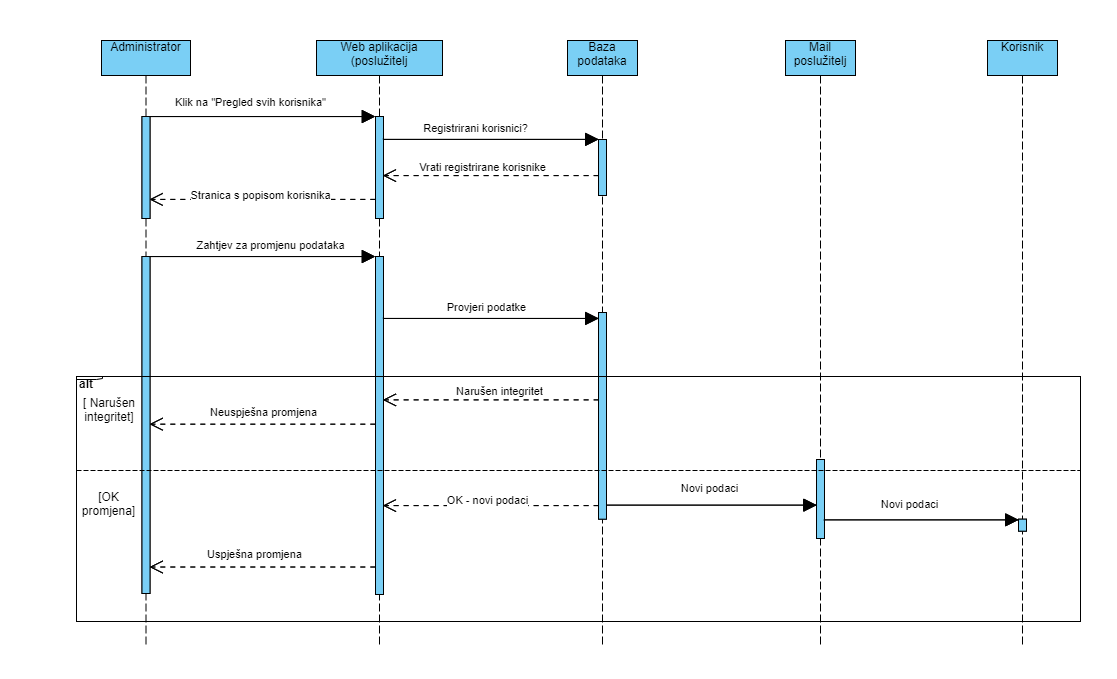 Administrator
Web aplikacija
(poslužitelj
Baza
podataka
Mail
poslužitelj
Korisnik
Klik na "Pregled svih korisnika"
Registrirani korisnici?
Vrati registrirane korisnike
Stranica s popisom korisnika
Zahtjev za promjenu podataka
Provjeri podatke
alt
[ Narušen
integritet]
Narušen integritet
Neuspješna promjena
[OK
promjena]
Novi podaci
OK - novi podaci
Novi podaci
Uspješna promjena